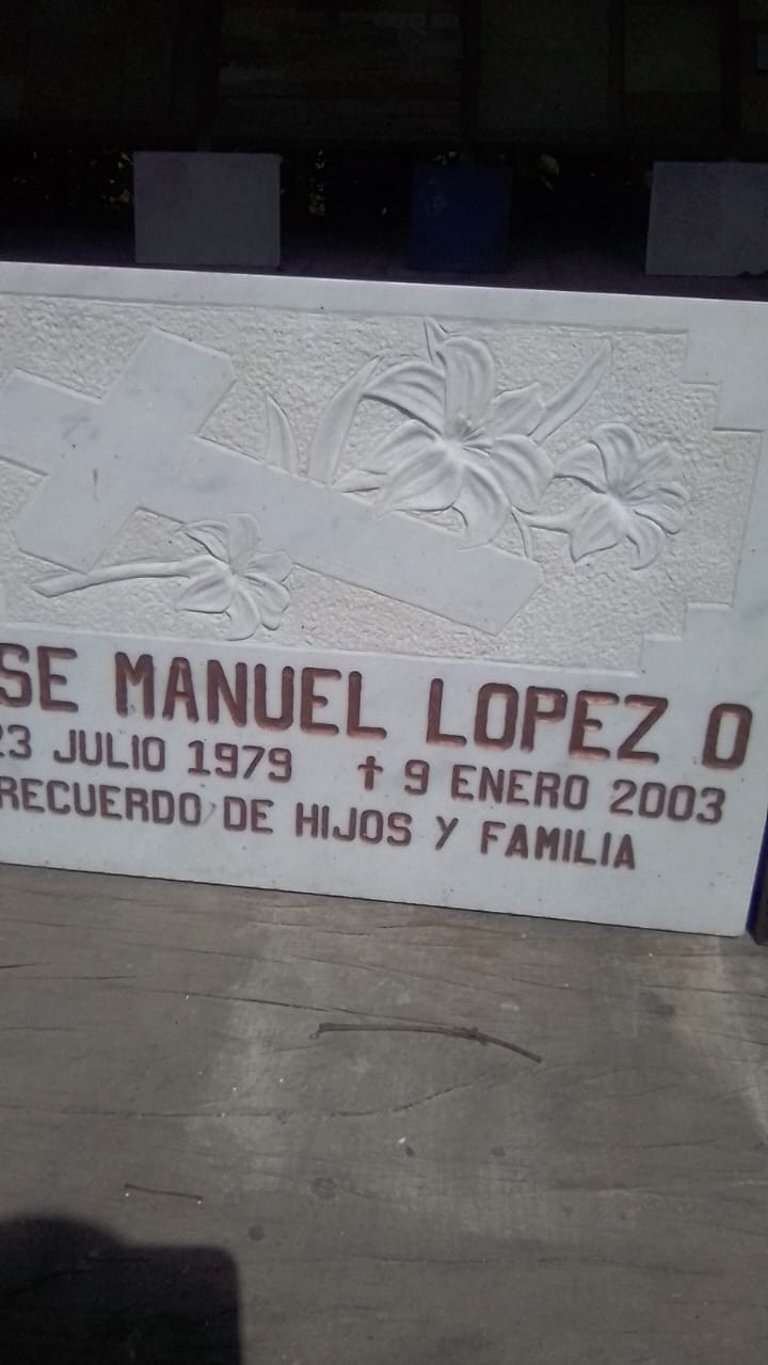 SE MANUEL LOPEZ O
23 JULIO 1979 ✝ 9 ENERO 2003
RECUERDO DE HIJOS Y FAMILIA